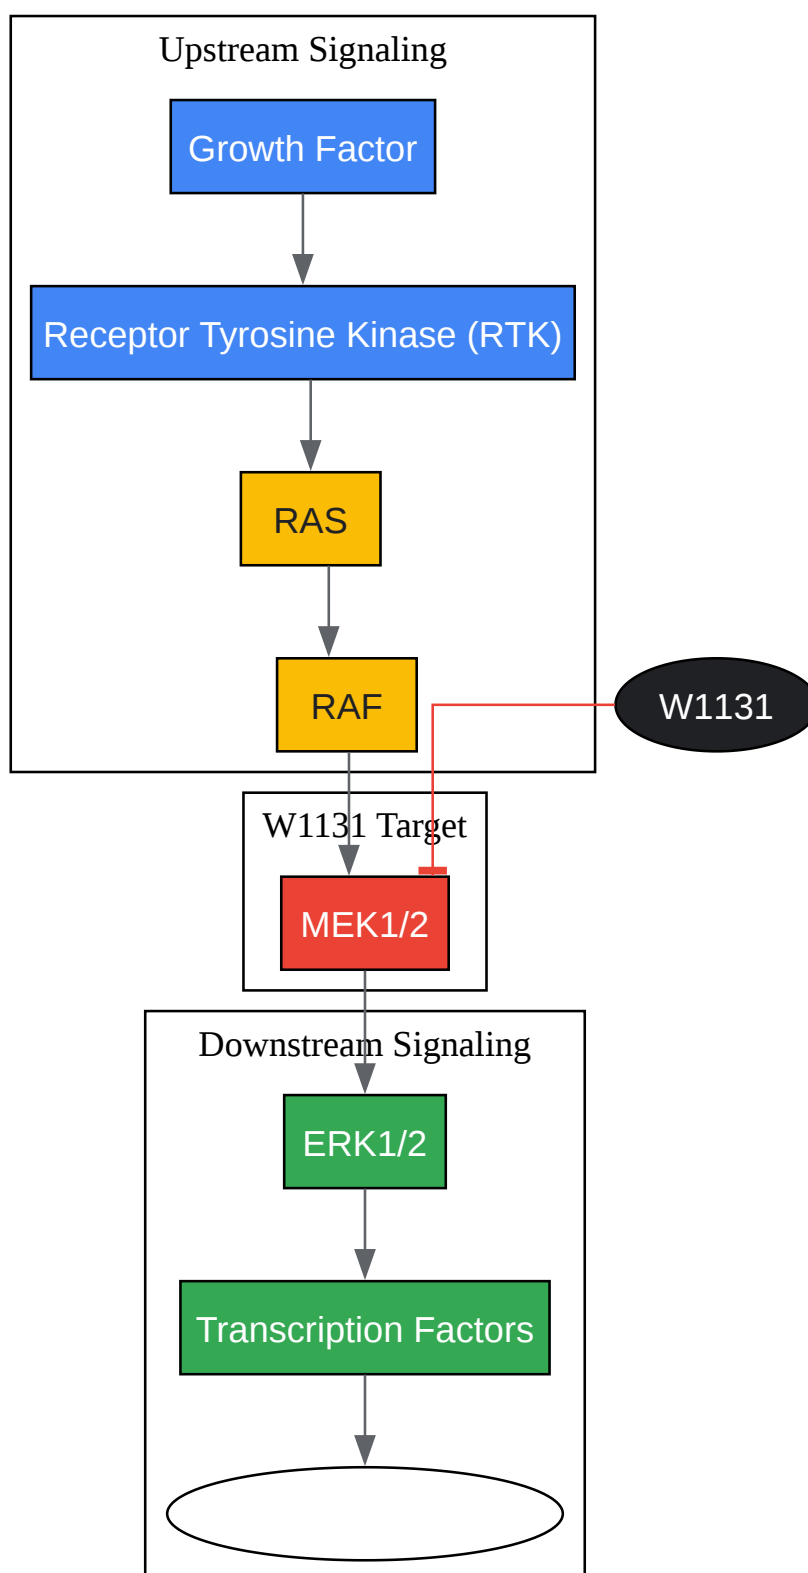 Upstream Signaling
Growth Factor
Receptor Tyrosine Kinase (RTK)
RAS
RAF
W1131
W1131 Target
MEK1/2
Downstream Signaling
ERK1/2
Transcription Factors